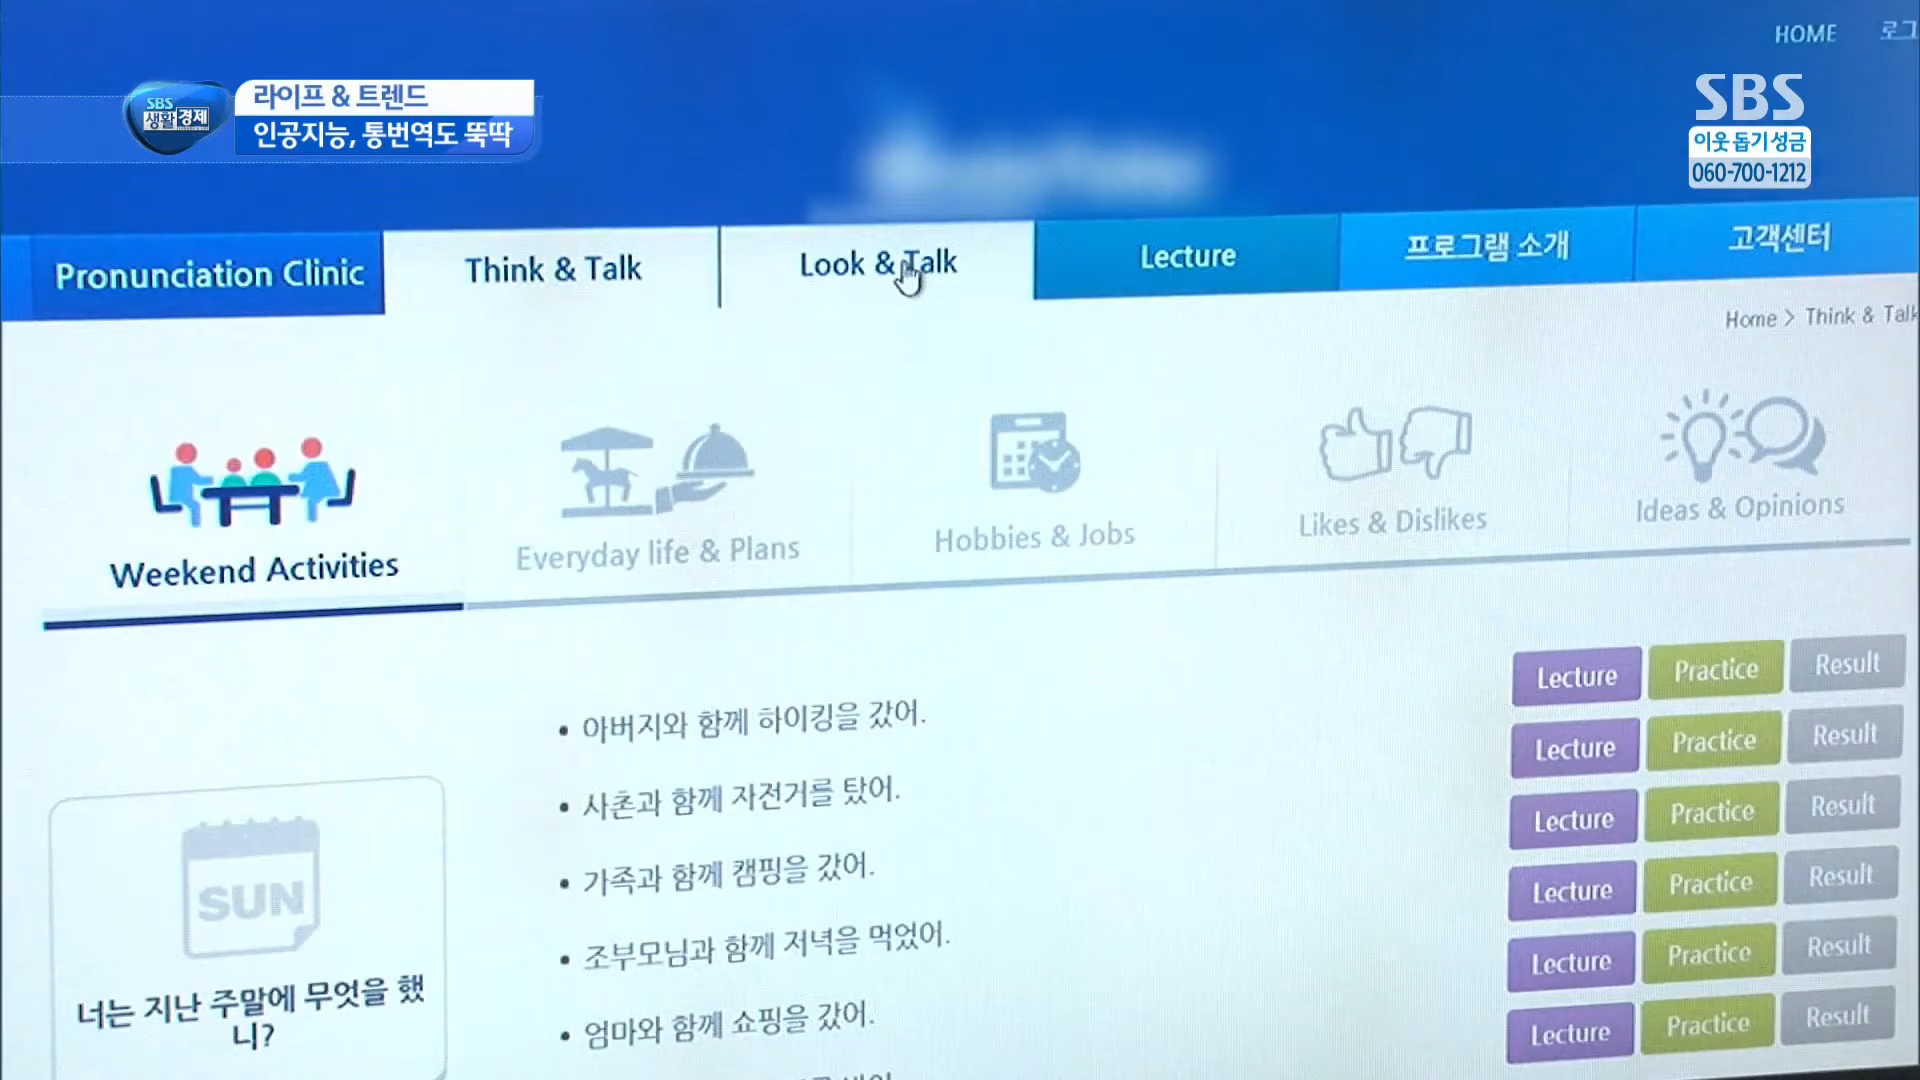 HOME
SBS
생활경제
라이프 & 트렌드
인공지능, 통번역도 뚝딱
SBS
이웃 돕기 성금
060-700-1212
Pronunciation Clinic
Think & Talk
Look & Talk
Lecture
프로그램 소개
고객센터
Home > Think & Talk
Weekend Activities
Everyday life & Plans
Hobbies & Jobs
Likes & Dislikes
Ideas & Opinions
• 아버지와 함께 하이킹을 갔어.
Lecture Practice Result
• 사촌과 함께 자전거를 탔어.
Lecture Practice Result
• 가족과 함께 캠핑을 갔어.
Lecture Practice Result
• 조부모님과 함께 저녁을 먹었어.
Lecture Practice Result
• 엄마와 함께 쇼핑을 갔어.
Lecture Practice Result
Lecture Practice Result
SUN
너는 지난 주말에 무엇을 했
니?